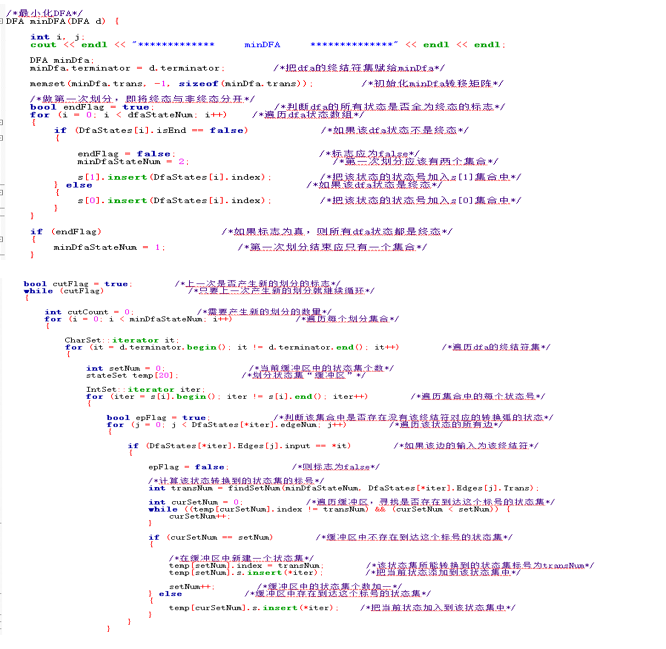 /*最小化DFA*/
DFA minDFA(DFA d) {
int i, j;
cout << endl << "************* minDFA **************" << endl << endl;
DFA minDfa;
minDfa.terminator = d.terminator; /*把dfa的终结符集赋给minDfa*/
memset(minDfa.trans, -1, sizeof(minDfa.trans)); /*初始化minDfa转移矩阵*/
/*做第一次划分，即将终态与非终态分开*/
bool endFlag = true; /*判断dfa的所有状态是否全为终态的标志*/
for (i = 0; i < dfaStateNum; i++) /*遍历dfa状态数组*/
{
if (DfaStates[i].isEnd == false) /*如果该dfa状态不是终态*/
{
endFlag = false; /*标志应为false*/
minDfaStateNum = 2; /*第一次划分应该有两个集合*/
s[1].insert(DfaStates[i].index); /*把该状态的状态号加入s[1]集合中*/
} else /*如果该dfa状态是终态*/
{
s[0].insert(DfaStates[i].index); /*把该状态的状态号加入s[0]集合中*/
}
}
if (endFlag) /*如果标志为真，则所有dfa状态都是终态*/
{
minDfaStateNum = 1; /*第一次划分结束应只有一个集合*/
}
bool cutFlag = true; /*上一次是否产生新的划分的标志*/
while (cutFlag) /*只要上一次产生新的划分就继续循环*/
{
int cutCount = 0; /*需要产生新的划分的数量*/
for (i = 0; i < minDfaStateNum; i++) /*遍历每个划分集合*/
{
CharSet::iterator it;
for (it = d.terminator.begin(); it != d.terminator.end(); it++) /*遍历dfa的终结符集*/
{
int setNum = 0; /*当前缓冲区中的状态集个数*/
stateSet temp[20]; /*划分状态集“缓冲区”*/
IntSet::iterator iter;
for (iter = s[i].begin(); iter != s[i].end(); iter++) /*遍历集合中的每个状态号*/
{
bool epFlag = true; /*判断该集合中是否存在没有该终结符对应的转换弧的状态*/
for (j = 0; j < DfaStates[*iter].edgeNum; j++) /*遍历该状态的所有边*/
{
if (DfaStates[*iter].Edges[j].input == *it) /*如果该边的输入为该终结符*/
{
epFlag = false; /*则标志为false*/
/*计算该状态转换到的状态集的标号*/
int transNum = findSetNum(minDfaStateNum, DfaStates[*iter].Edges[j].Trans);
int curSetNum = 0; /*遍历缓冲区，寻找是否存在到达这个标号的状态集*/
while ((temp[curSetNum].index != transNum) && (curSetNum < setNum)) {
curSetNum++;
}
if (curSetNum == setNum) /*缓冲区中不存在到达这个标号的状态集*/
{
/*在缓冲区中新建一个状态集*/
temp[setNum].index = transNum; /*该状态集所能转换到的状态集标号为transNum*/
temp[setNum].s.insert(*iter); /*把当前状态添加到该状态集中*/
setNum++; /*缓冲区中的状态集个数加一*/
} else /*缓冲区中存在到达这个标号的状态集*/
{
temp[curSetNum].s.insert(*iter); /*把当前状态加入到该状态集中*/
}
}
}